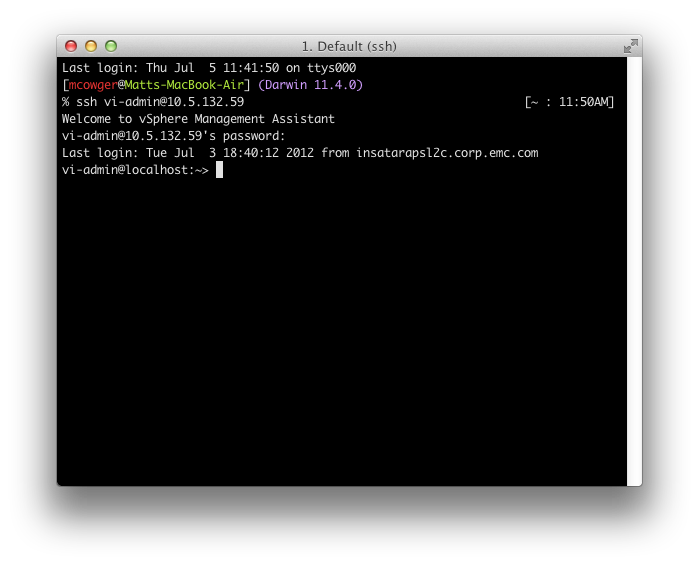 1. Default (ssh)
Last login: Thu Jul  5 11:41:50 on ttys000
[mcowger@Matts-MacBook-Air] (Darwin 11.4.0)
% ssh vi-admin@10.5.132.59 [~ : 11:50AM]
Welcome to vSphere Management Assistant
vi-admin@10.5.132.59's password:
Last login: Tue Jul  3 18:40:12 2012 from insatarapsl2c.corp.emc.com
vi-admin@localhost:~>